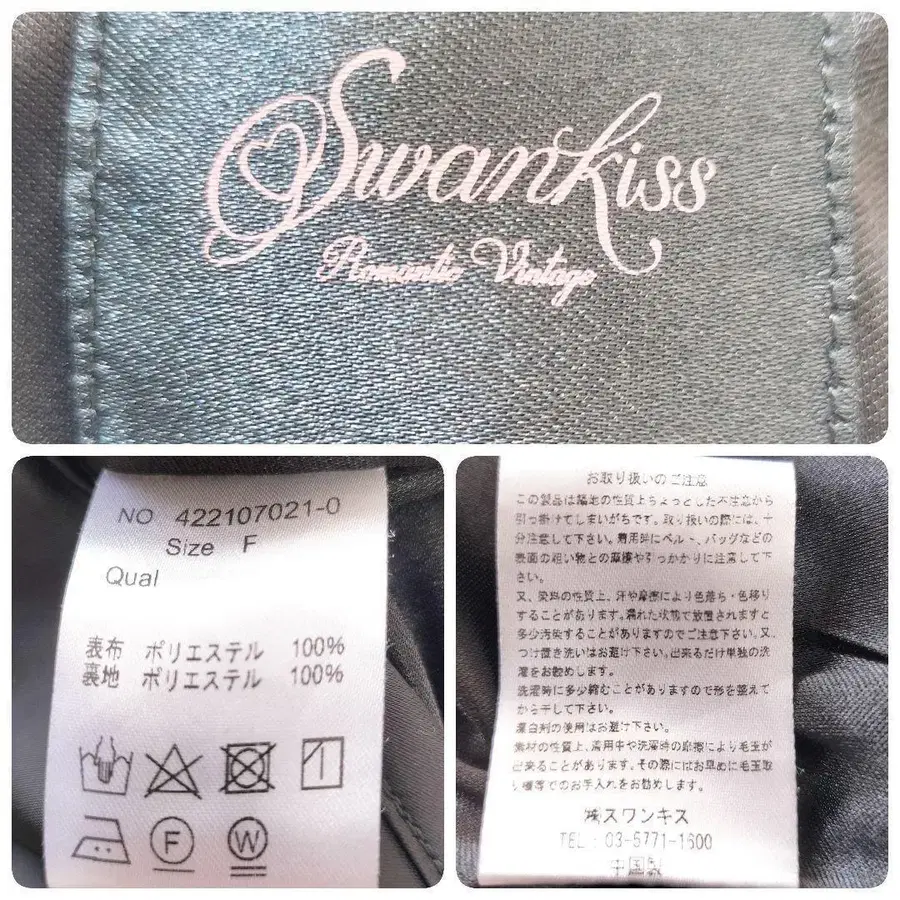 Swankiss
Romantic Vintage
NO 422107021-0
Size F
Qual
表布 ポリエステル 100%
裏地 ポリエステル 100%
F
W
お取り扱いのご注意
この製品は編地の性質上ちょっとした不注意から
引っ掛けてしまいがちです。取り扱いの際には、十
分注意して下さい。着用時にベルト、バッグなどの
表面の粗い物との摩擦や引っかかりに注意して下
さい。
又、染料の性質上、汗や摩擦により色落ち・色移り
することがあります。濡れた状態で放置されますと
多少汚染することがありますのでご注意下さい。又、
つけ置き洗いはお避け下さい。出来るだけ単独の洗
濯をお勧めします。
洗濯時に多少縮むことがありますので形を整えて
から干して下さい。
漂白剤の使用はお避け下さい。
素材の性質上、着用中や洗濯時の摩擦により毛玉が
出来ることがあります。その際にはお早めに毛玉取
り機等でのお手入れをお勧めします。
㈱スワンキス
TEL：03-5771-1600
中国製